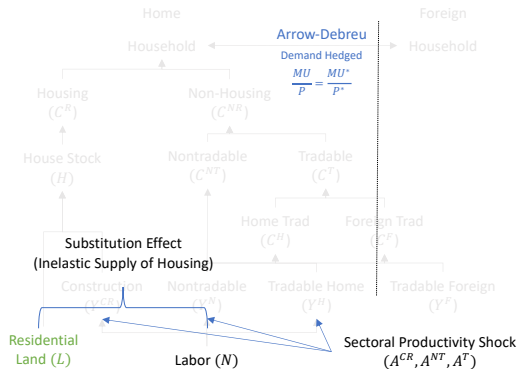 Home
Foreign
Arrow-Debreu
Household
Household
Demand Hedged
MU/P = MU*/P*
Housing
(C^R)
Non-Housing
(C^NR)
House Stock
(H)
Nontradable
(C^NT)
Tradable
(C^T)
Home Trad
(C^H)
Foreign Trad
(C^F)
Substitution Effect
(Inelastic Supply of Housing)
Construction
(Y^CR)
Nontradable
(Y^N)
Tradable Home
(Y^H)
Tradable Foreign
(Y^F)
Residential
Land (L)
Labor (N)
Sectoral Productivity Shock
(A^CR, A^NT, A^T)